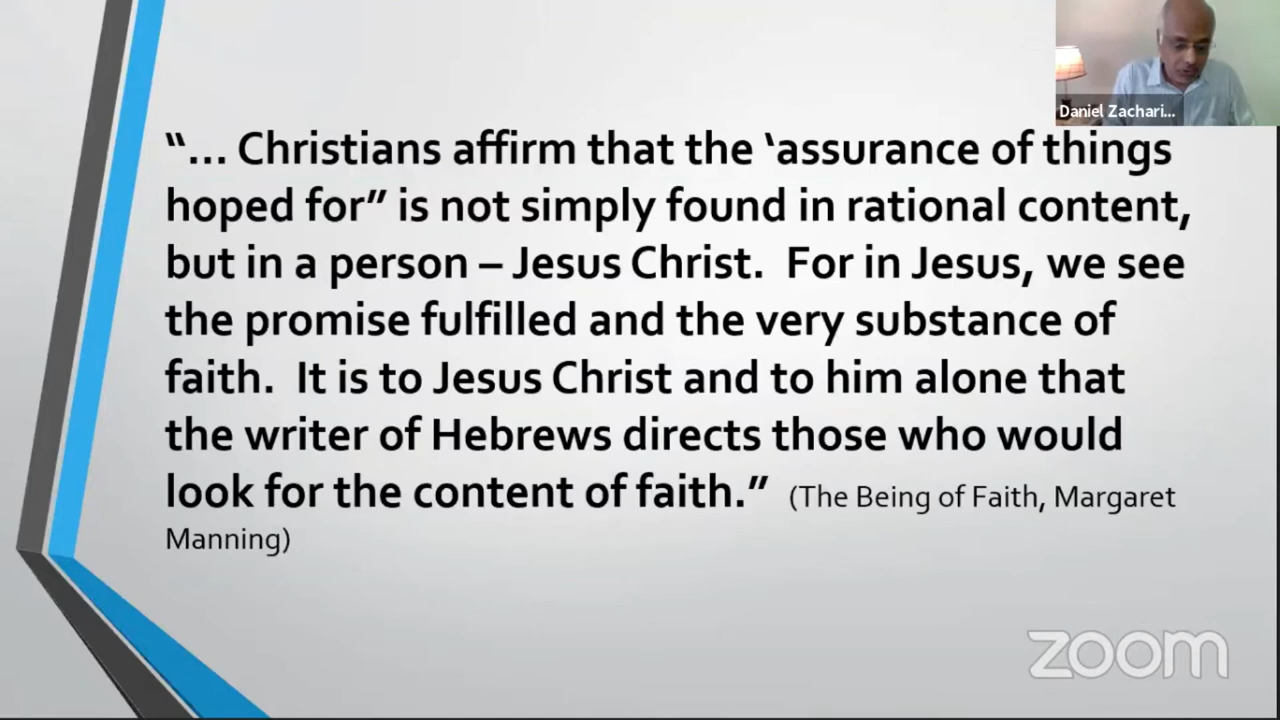 Daniel Zachari...
“... Christians affirm that the ‘assurance of things
hoped for” is not simply found in rational content,
but in a person – Jesus Christ.  For in Jesus, we see
the promise fulfilled and the very substance of
faith.  It is to Jesus Christ and to him alone that
the writer of Hebrews directs those who would
look for the content of faith.”  (The Being of Faith, Margaret
Manning)
zoom